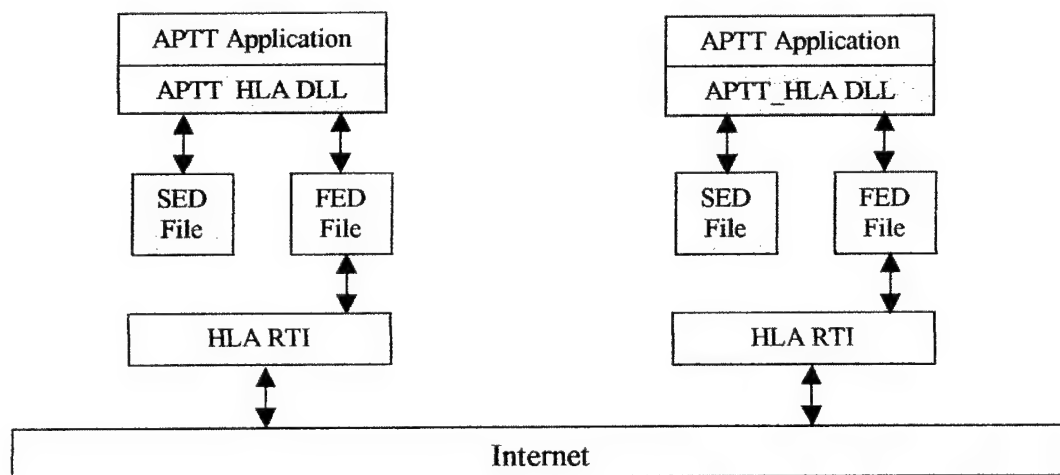 APTT Application
APTT HLA DLL
SED
File
FED
File
HLA RTI
APTT Application
APTT_HLA DLL
SED
File
FED
File
HLA RTI
Internet